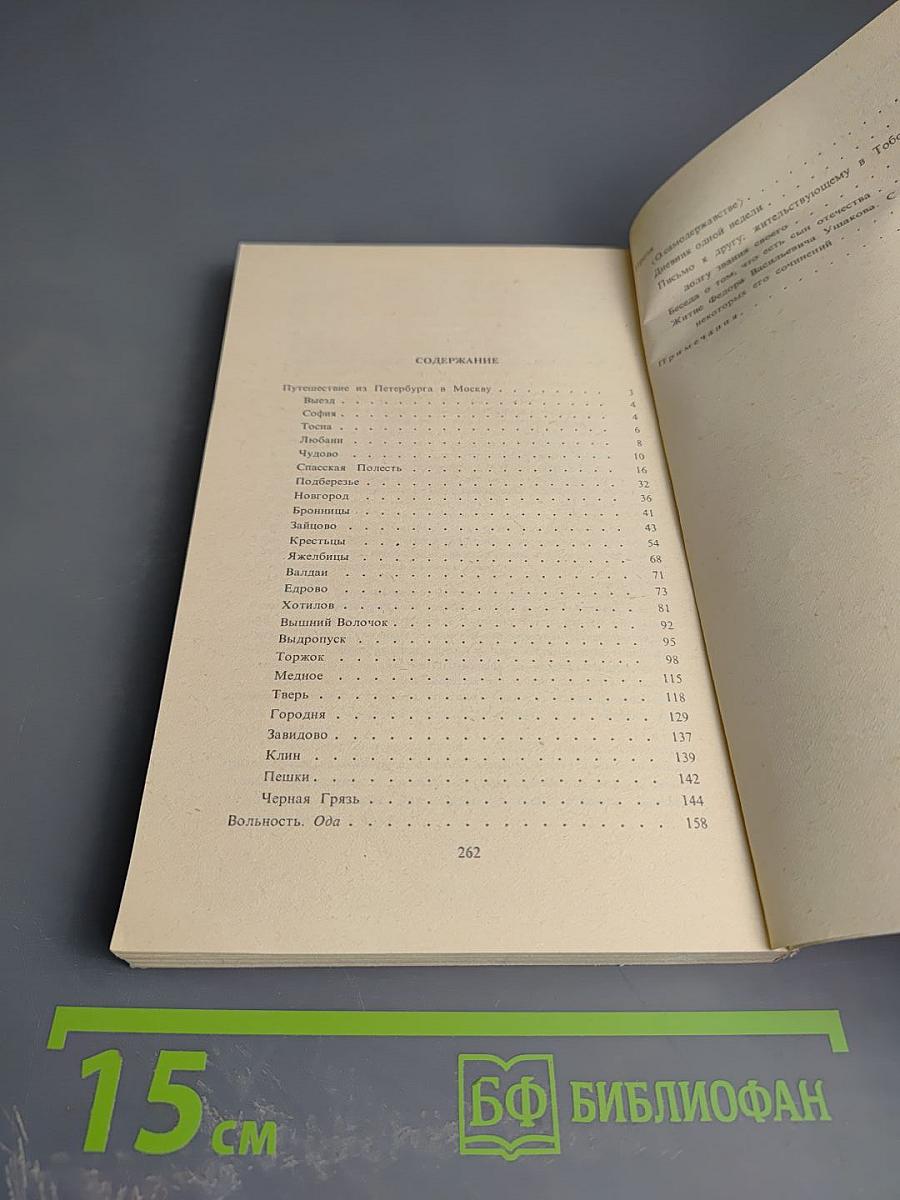 СОДЕРЖАНИЕ
Путешествие из Петербурга в Москву . . . . . . . 3
Выезд . . . . . . . . . . . . . . . . 4
София . . . . . . . . . . . . . . . . 4
Тосна . . . . . . . . . . . . . . . . 6
Любани . . . . . . . . . . . . . . . . 8
Чудово . . . . . . . . . . . . . . . . 10
Спасская Полесть . . . . . . . . . . . . 16
Подберезье . . . . . . . . . . . . . . 32
Новгород . . . . . . . . . . . . . . . 36
Бронницы . . . . . . . . . . . . . . . 41
Зайцово . . . . . . . . . . . . . . . 43
Крестьцы . . . . . . . . . . . . . . . 54
Яжелбицы . . . . . . . . . . . . . . . 68
Валдаи . . . . . . . . . . . . . . . . 71
Едрово . . . . . . . . . . . . . . . . 73
Хотилов . . . . . . . . . . . . . . . 81
Вышний Волочок . . . . . . . . . . . . . 92
Выдропуск . . . . . . . . . . . . . . . 95
Торжок . . . . . . . . . . . . . . . . 98
Медное . . . . . . . . . . . . . . . . 115
Тверь . . . . . . . . . . . . . . . . 118
Городня . . . . . . . . . . . . . . . 129
Завидово . . . . . . . . . . . . . . . 137
Клин . . . . . . . . . . . . . . . . 139
Пешки . . . . . . . . . . . . . . . . 142
Черная Грязь . . . . . . . . . . . . . . 144
Вольность. Ода . . . . . . . . . . . . . . 158
262
(О самодержавстве) . . . . . .
Дневник одной недели . . . . . .
Письмо к другу, жительствующему в
долгу звания своего . . . . . .
Беседа о том, что есть сын отечества . .
Житие Федора Васильевича Ушакова. С
некоторых его сочинений . . . . .
Примечания . . . . . .
15 см
БФ БИБЛИОФАН